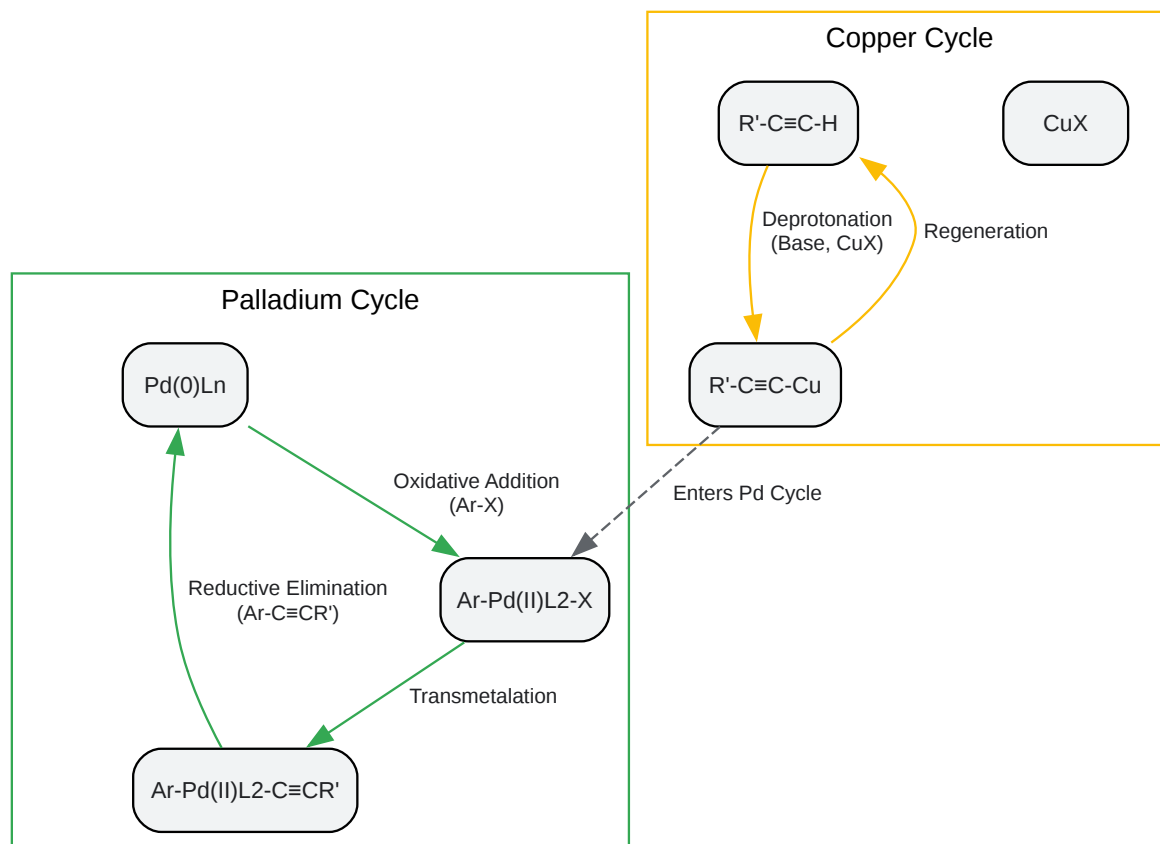 Copper Cycle
R'-C≡C-H
CuX
Deprotonation
(Base, CuX)
Regeneration
R'-C≡C-Cu
Enters Pd Cycle
Palladium Cycle
Pd(0)Ln
Oxidative Addition
(Ar-X)
Reductive Elimination
(Ar-C≡CR')
Ar-Pd(II)L2-X
Transmetalation
Ar-Pd(II)L2-C≡CR'